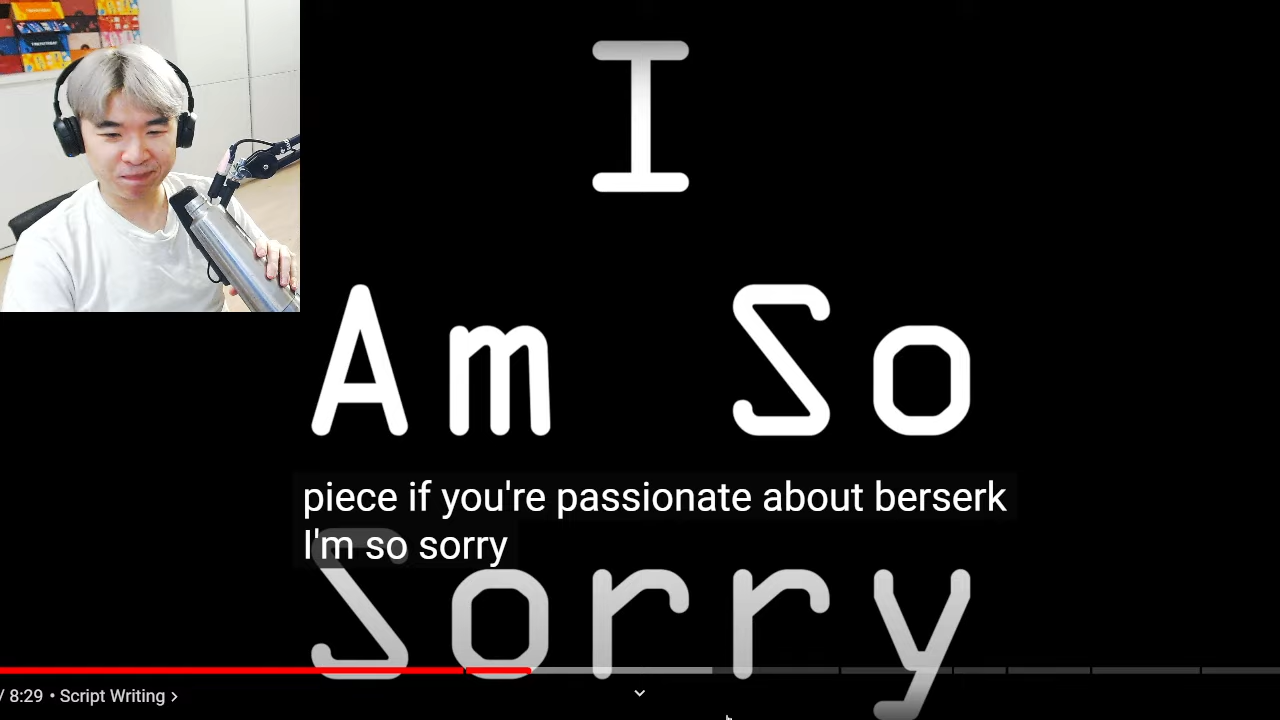 I
Am So
Sorry
piece if you're passionate about berserk
I'm so sorry
/ 8:29 • Script Writing >